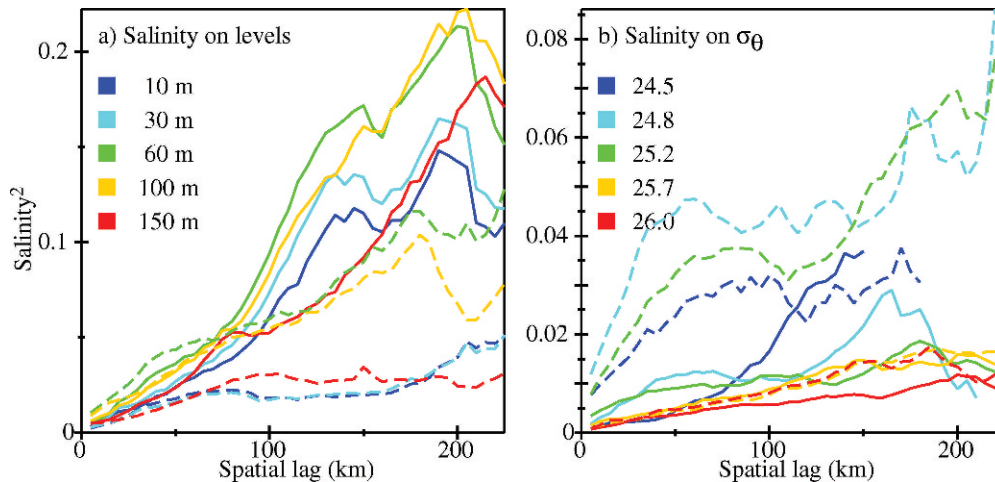 a) Salinity on levels
10 m
30 m
60 m
100 m
150 m
Salinity²
0.2
0.1
0
0
100
200
Spatial lag (km)
b) Salinity on σθ
24.5
24.8
25.2
25.7
26.0
0.08
0.06
0.04
0.02
0
0
100
200
Spatial lag (km)